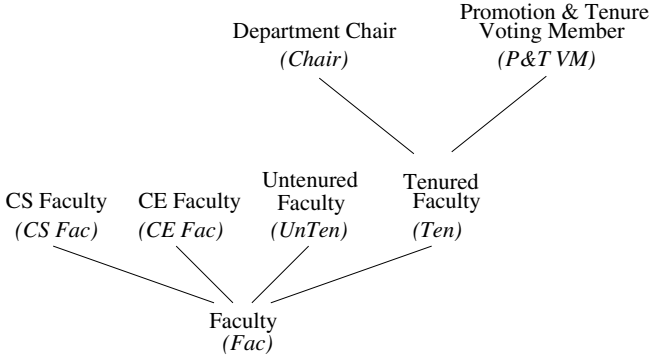 Promotion & Tenure
Department Chair
Voting Member
(Chair)
(P&T VM)
Untenured
Tenured
CS Faculty
CE Faculty
Faculty
Faculty
(CS Fac)
(CE Fac)
(UnTen)
(Ten)
Faculty
(Fac)